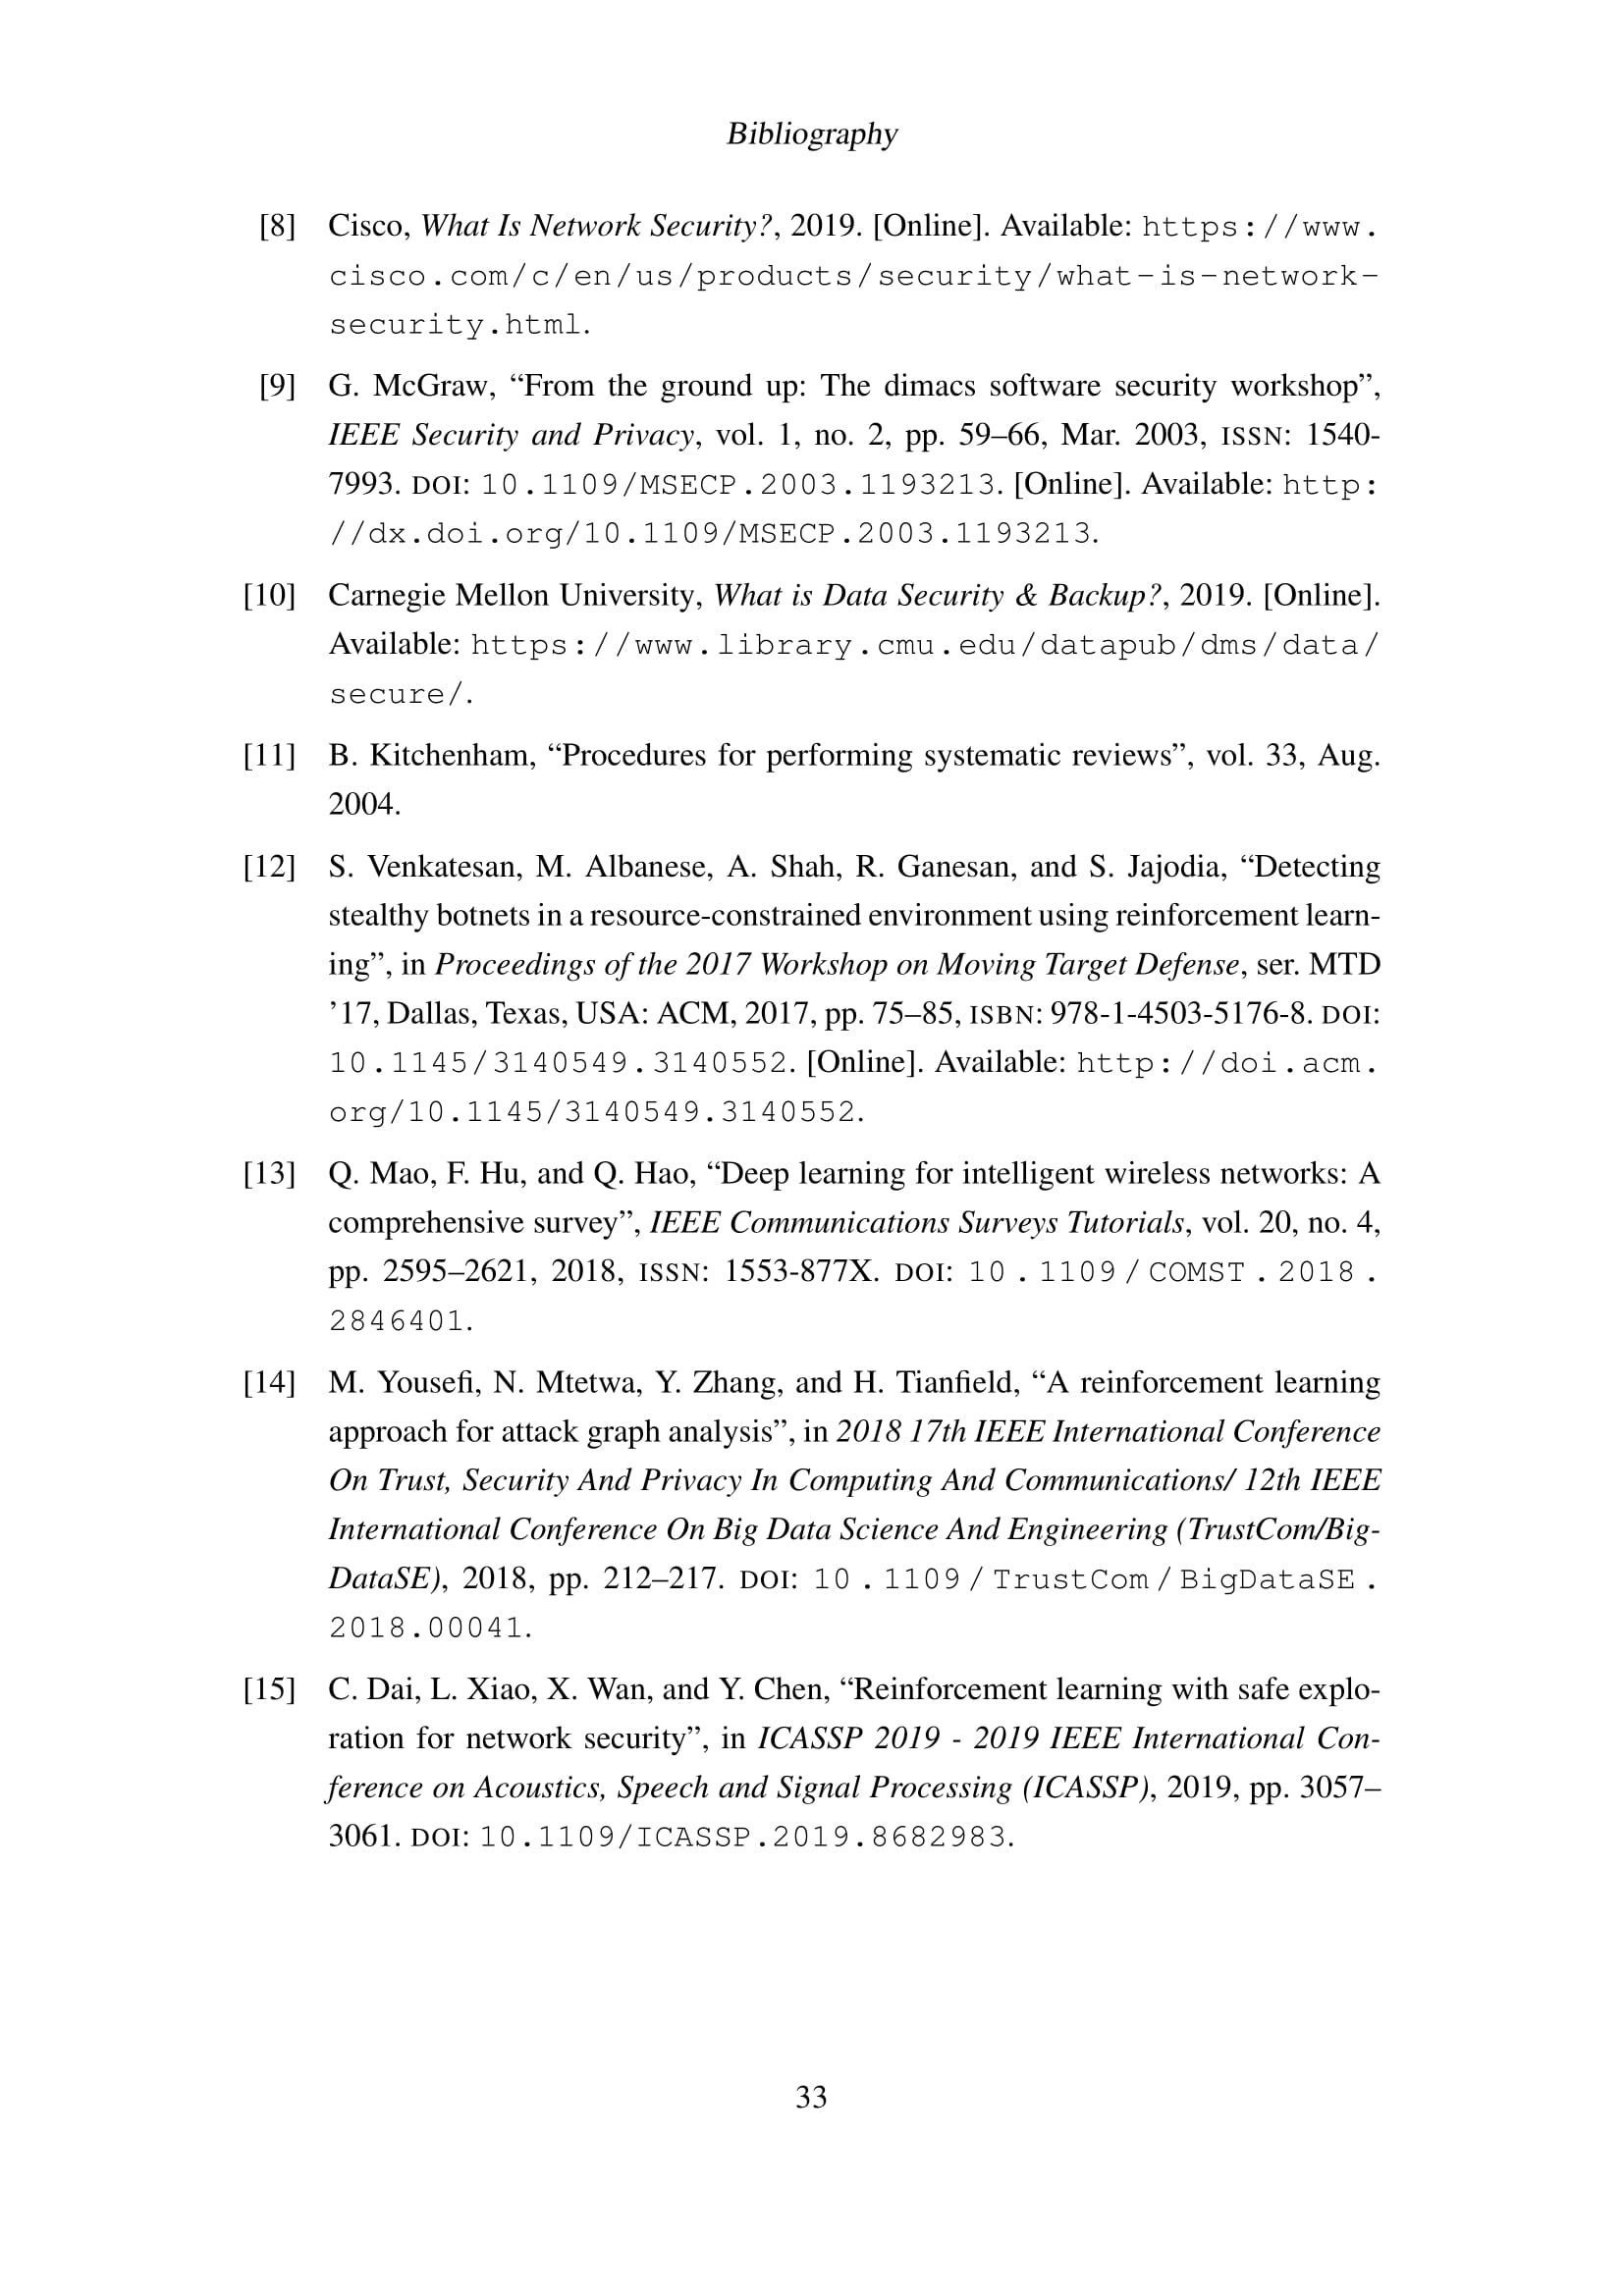 Bibliography
[8] Cisco, What Is Network Security?, 2019. [Online]. Available: https://www.
cisco.com/c/en/us/products/security/what-is-network-
security.html.
[9] G. McGraw, “From the ground up: The dimacs software security workshop”,
IEEE Security and Privacy, vol. 1, no. 2, pp. 59–66, Mar. 2003, ISSN: 1540-
7993. DOI: 10.1109/MSECP.2003.1193213. [Online]. Available: http:
//dx.doi.org/10.1109/MSECP.2003.1193213.
[10] Carnegie Mellon University, What is Data Security & Backup?, 2019. [Online].
Available: https://www.library.cmu.edu/datapub/dms/data/
secure/.
[11] B. Kitchenham, “Procedures for performing systematic reviews”, vol. 33, Aug.
2004.
[12] S. Venkatesan, M. Albanese, A. Shah, R. Ganesan, and S. Jajodia, “Detecting
stealthy botnets in a resource-constrained environment using reinforcement learn-
ing”, in Proceedings of the 2017 Workshop on Moving Target Defense, ser. MTD
’17, Dallas, Texas, USA: ACM, 2017, pp. 75–85, ISBN: 978-1-4503-5176-8. DOI:
10.1145/3140549.3140552. [Online]. Available: http://doi.acm.
org/10.1145/3140549.3140552.
[13] Q. Mao, F. Hu, and Q. Hao, “Deep learning for intelligent wireless networks: A
comprehensive survey”, IEEE Communications Surveys Tutorials, vol. 20, no. 4,
pp. 2595–2621, 2018, ISSN: 1553-877X. DOI: 10 . 1109 / COMST . 2018 .
2846401.
[14] M. Yousefi, N. Mtetwa, Y. Zhang, and H. Tianfield, “A reinforcement learning
approach for attack graph analysis”, in 2018 17th IEEE International Conference
On Trust, Security And Privacy In Computing And Communications/ 12th IEEE
International Conference On Big Data Science And Engineering (TrustCom/Big-
DataSE), 2018, pp. 212–217. DOI: 10 . 1109 / TrustCom / BigDataSE .
2018.00041.
[15] C. Dai, L. Xiao, X. Wan, and Y. Chen, “Reinforcement learning with safe explo-
ration for network security”, in ICASSP 2019 - 2019 IEEE International Con-
ference on Acoustics, Speech and Signal Processing (ICASSP), 2019, pp. 3057–
3061. DOI: 10.1109/ICASSP.2019.8682983.
33